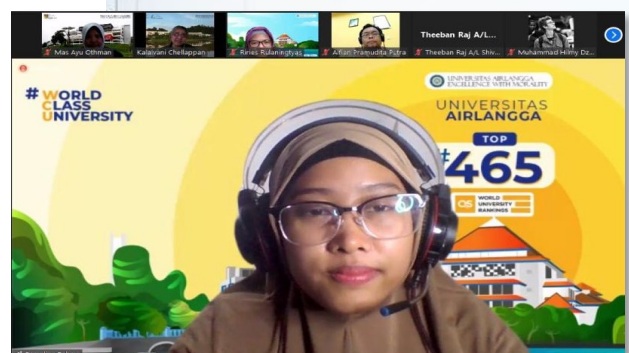 Theeban Raj A/L...
Mas Ayu Othman
Kalaivani Chellappan
Riries Rulaningtyas
Alfian Pramudita Putra
Theeban Raj A/L Shiv...
Muhammad Hilmy Dz...
# WORLD
CLASS
UNIVERSITY
UNIVERSITAS AIRLANGGA
EXCELLENCE WITH MORALITY
UNIVERSITAS
AIRLANGGA
TOP
#465
QS WORLD
UNIVERSITY
RANKINGS